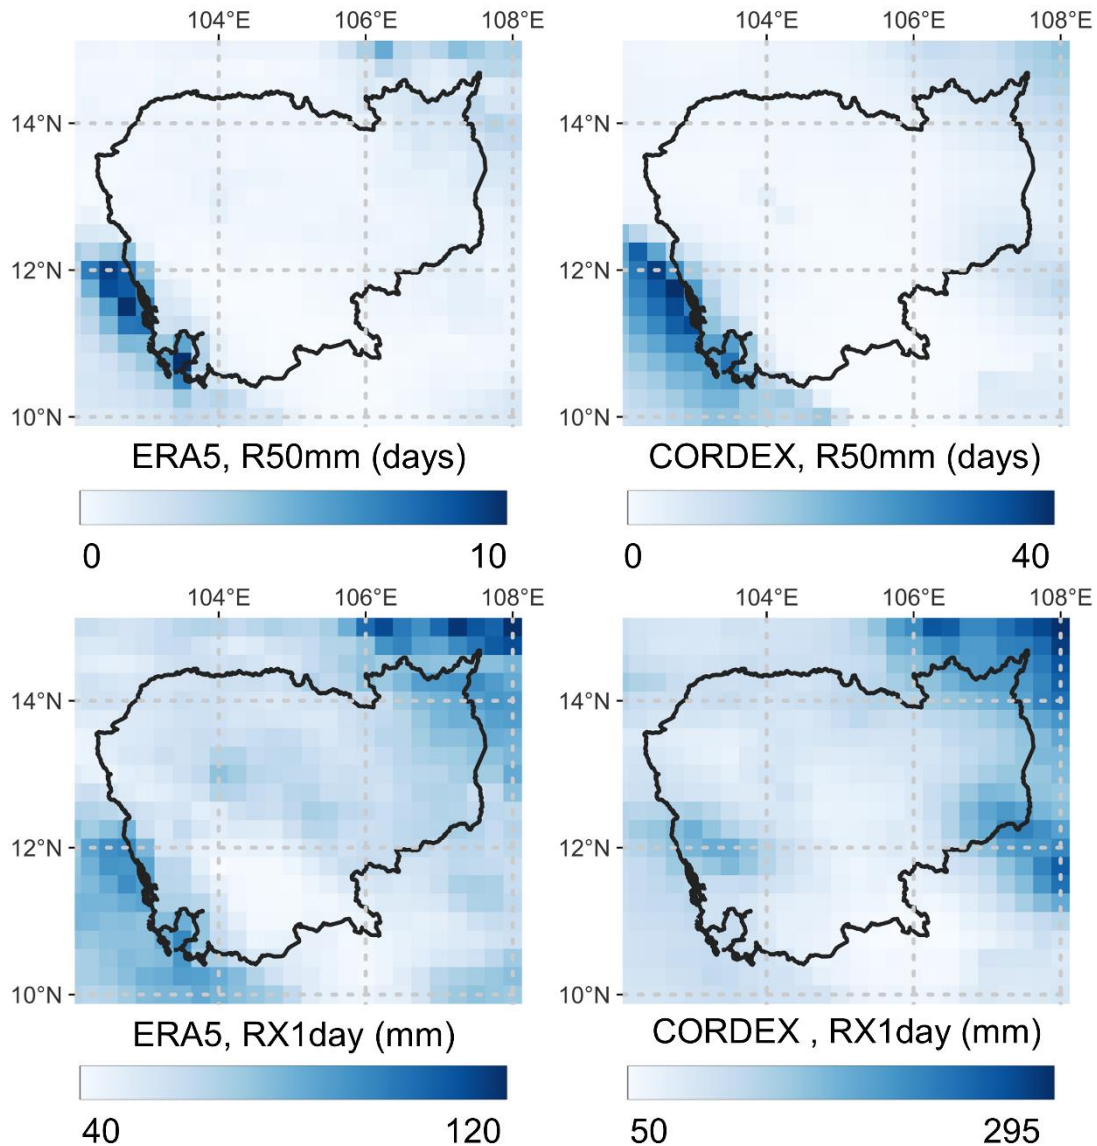 104°E 106°E 108°E 104°E 106°E 108°E
14°N 14°N
12°N 12°N
10°N 10°N
ERA5, R50mm (days) CORDEX, R50mm (days)
0 10 0 40
104°E 106°E 108°E 104°E 106°E 108°E
14°N 14°N
12°N 12°N
10°N 10°N
ERA5, RX1day (mm) CORDEX , RX1day (mm)
40 120 50 295